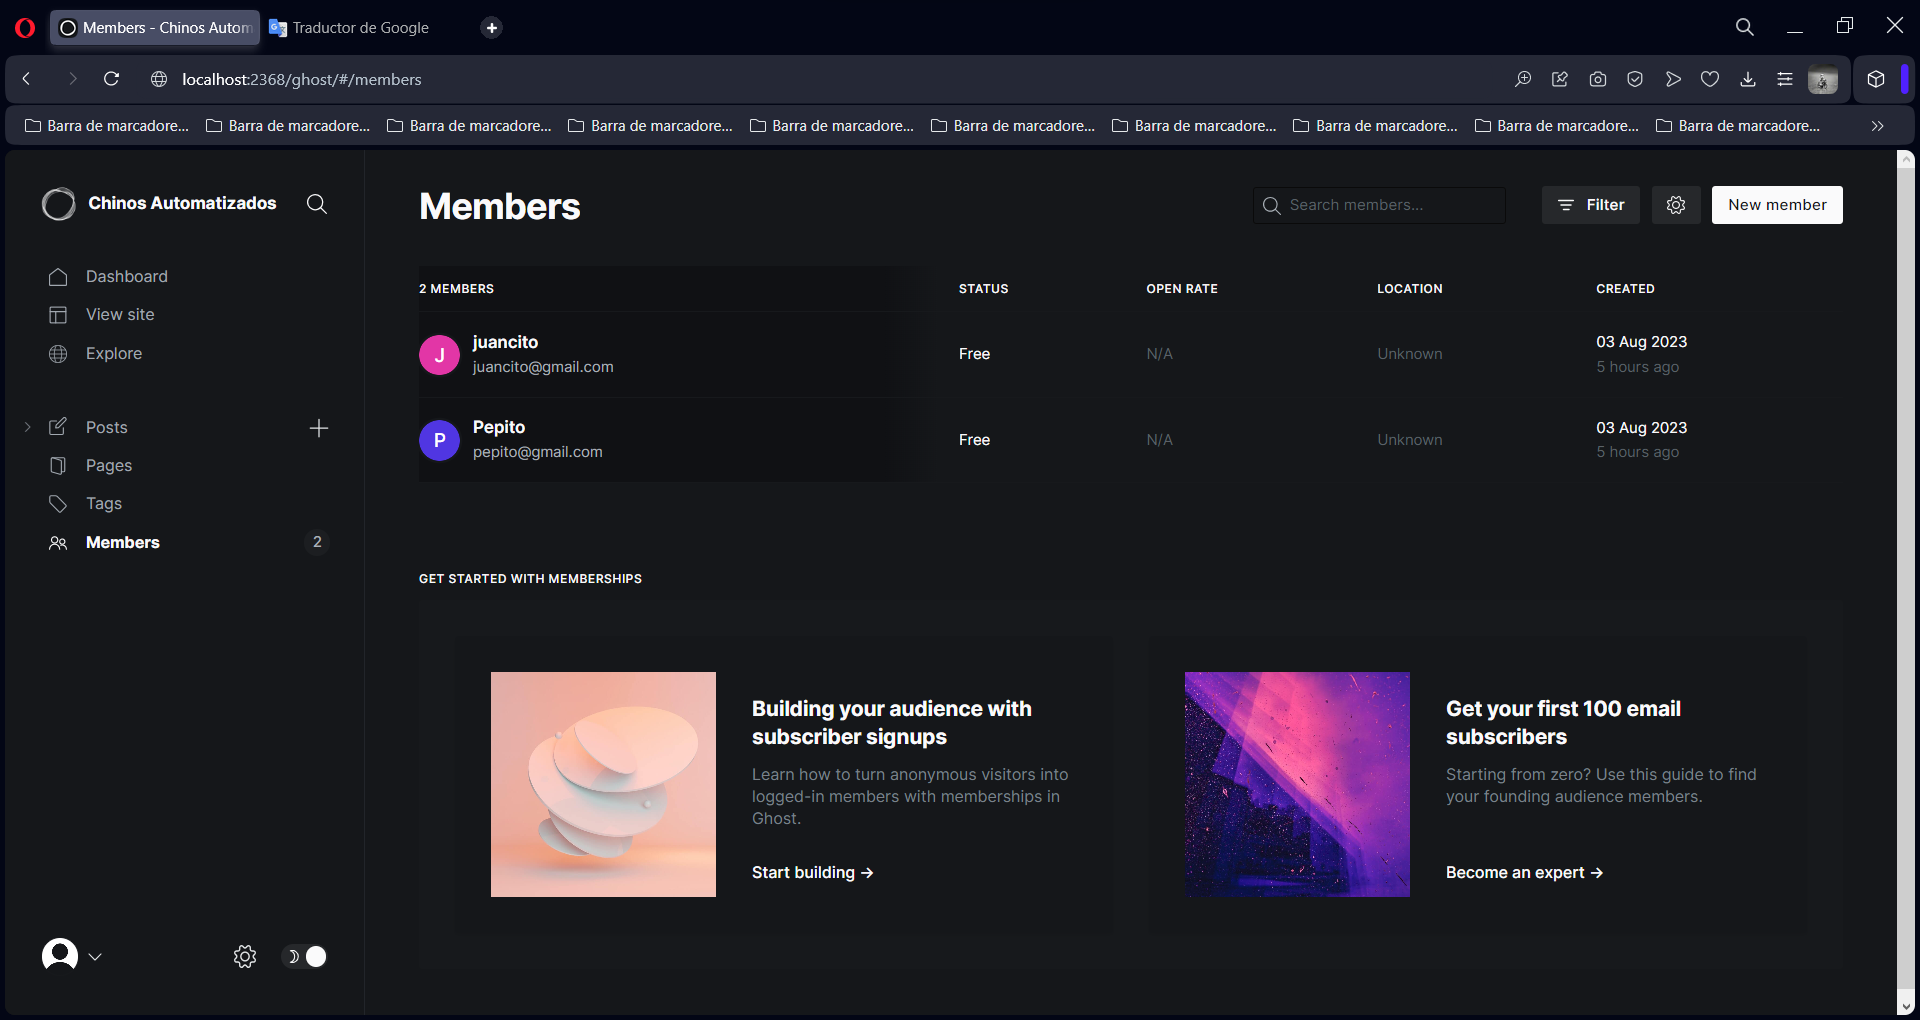 Members - Chinos Autom
Traductor de Google
localhost:2368/ghost/#/members
Barra de marcadore...
Barra de marcadore...
Barra de marcadore...
Barra de marcadore...
Barra de marcadore...
Barra de marcadore...
Barra de marcadore...
Barra de marcadore...
Barra de marcadore...
Barra de marcadore...
Chinos Automatizados
Dashboard
View site
Explore
Posts
Pages
Tags
Members 2
Members
Search members...
Filter
New member
2 MEMBERS STATUS OPEN RATE LOCATION CREATED
J
juancito
juancito@gmail.com
Free N/A Unknown
03 Aug 2023
5 hours ago
P
Pepito
pepito@gmail.com
Free N/A Unknown
03 Aug 2023
5 hours ago
GET STARTED WITH MEMBERSHIPS
Building your audience with
subscriber signups
Learn how to turn anonymous visitors into
logged-in members with memberships in
Ghost.
Start building →
Get your first 100 email
subscribers
Starting from zero? Use this guide to find
your founding audience members.
Become an expert →